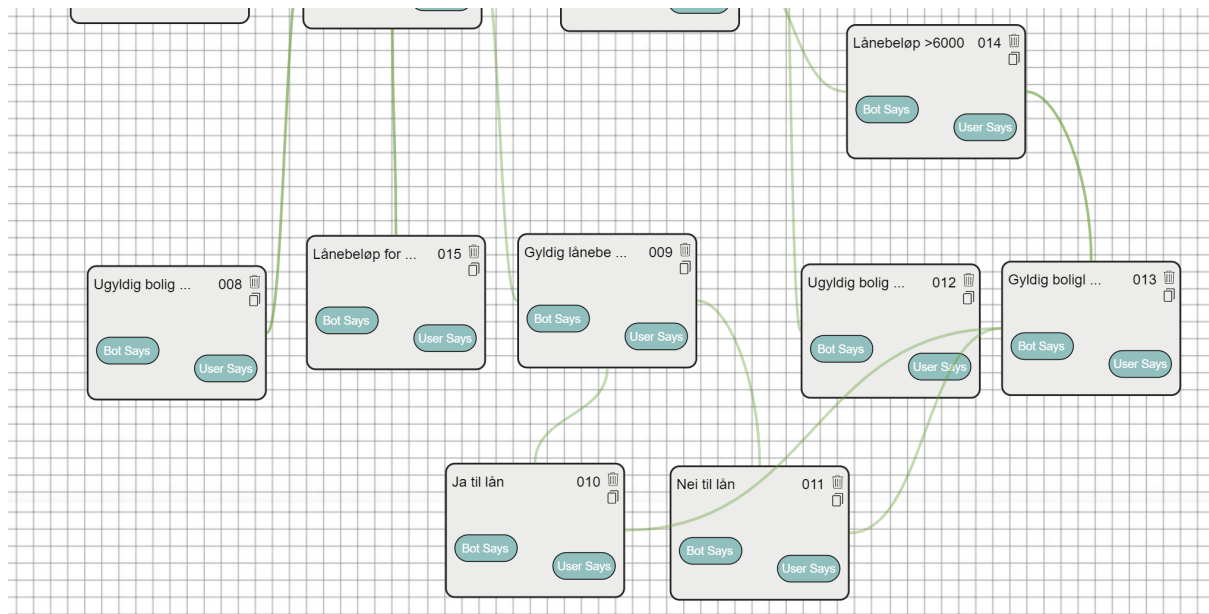 Lånebeløp >6000 014
Bot Says
User Says
Ugyldig bolig ... 008
Bot Says
User Says
Lånebeløp for ... 015
Bot Says
User Says
Gyldig lånebe ... 009
Bot Says
User Says
Ugyldig bolig ... 012
Bot Says
User Says
Gyldig boligl ... 013
Bot Says
User Says
Ja til lån 010
Bot Says
User Says
Nei til lån 011
Bot Says
User Says